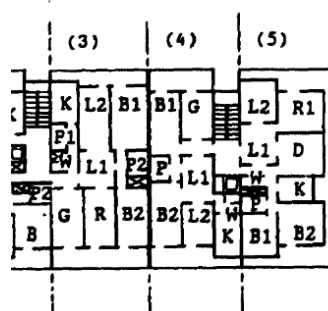 (3) (4) (5)
K L2 B1 B1 G L2 R1
P1
W L1 P2 P L1 L1 D
P2 W K
P
B G R B2 B2 L2 K B1 B2